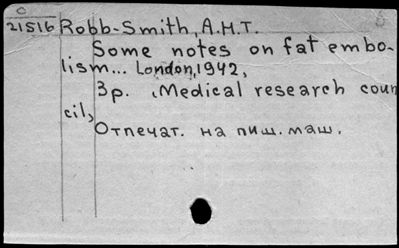 21516 Robb-Smith, A.H.T.
Some notes on fat embo-
lism... London, 1942,
3p. Medical research coun
cil,
Отпечат. на пиш. маш.